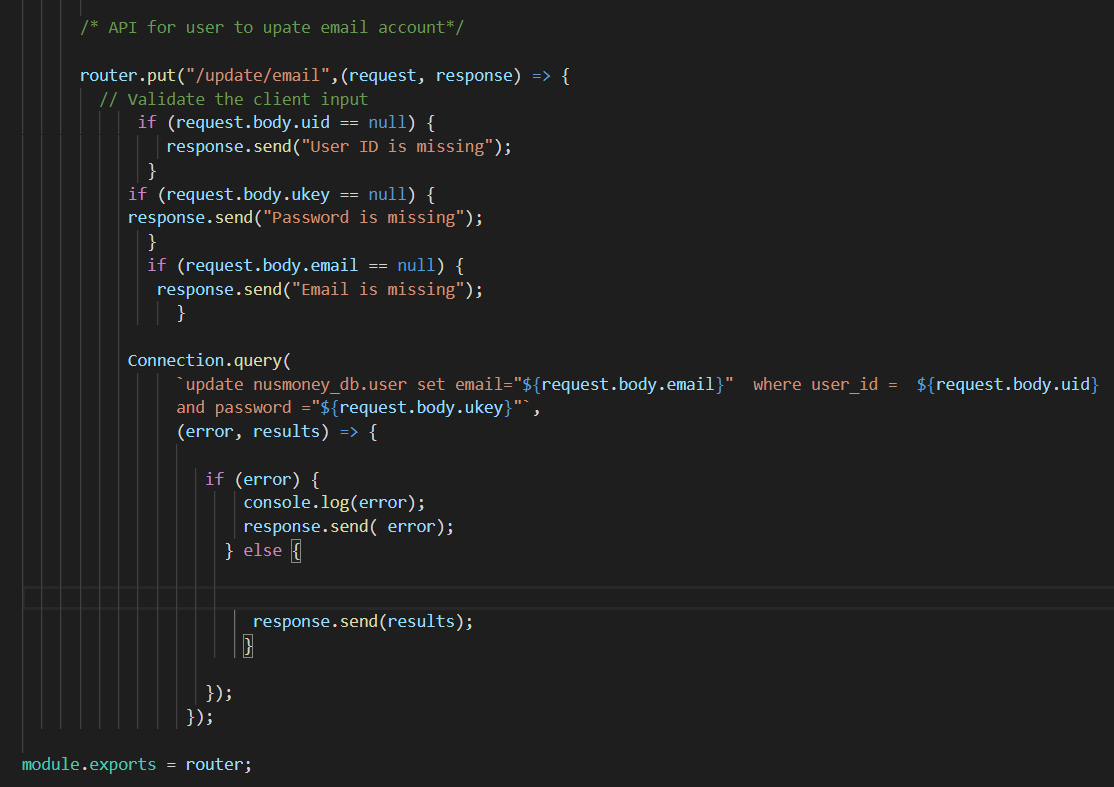 /* API for user to upate email account*/
router.put("/update/email",(request, response) => {
// Validate the client input
if (request.body.uid == null) {
response.send("User ID is missing");
}
if (request.body.ukey == null) {
response.send("Password is missing");
}
if (request.body.email == null) {
response.send("Email is missing");
}
Connection.query(
`update nusmoney_db.user set email="${request.body.email}"  where user_id =  ${request.body.uid}
and password ="${request.body.ukey}"`,
(error, results) => {
if (error) {
console.log(error);
response.send( error);
} else {
response.send(results);
}
});
});
module.exports = router;